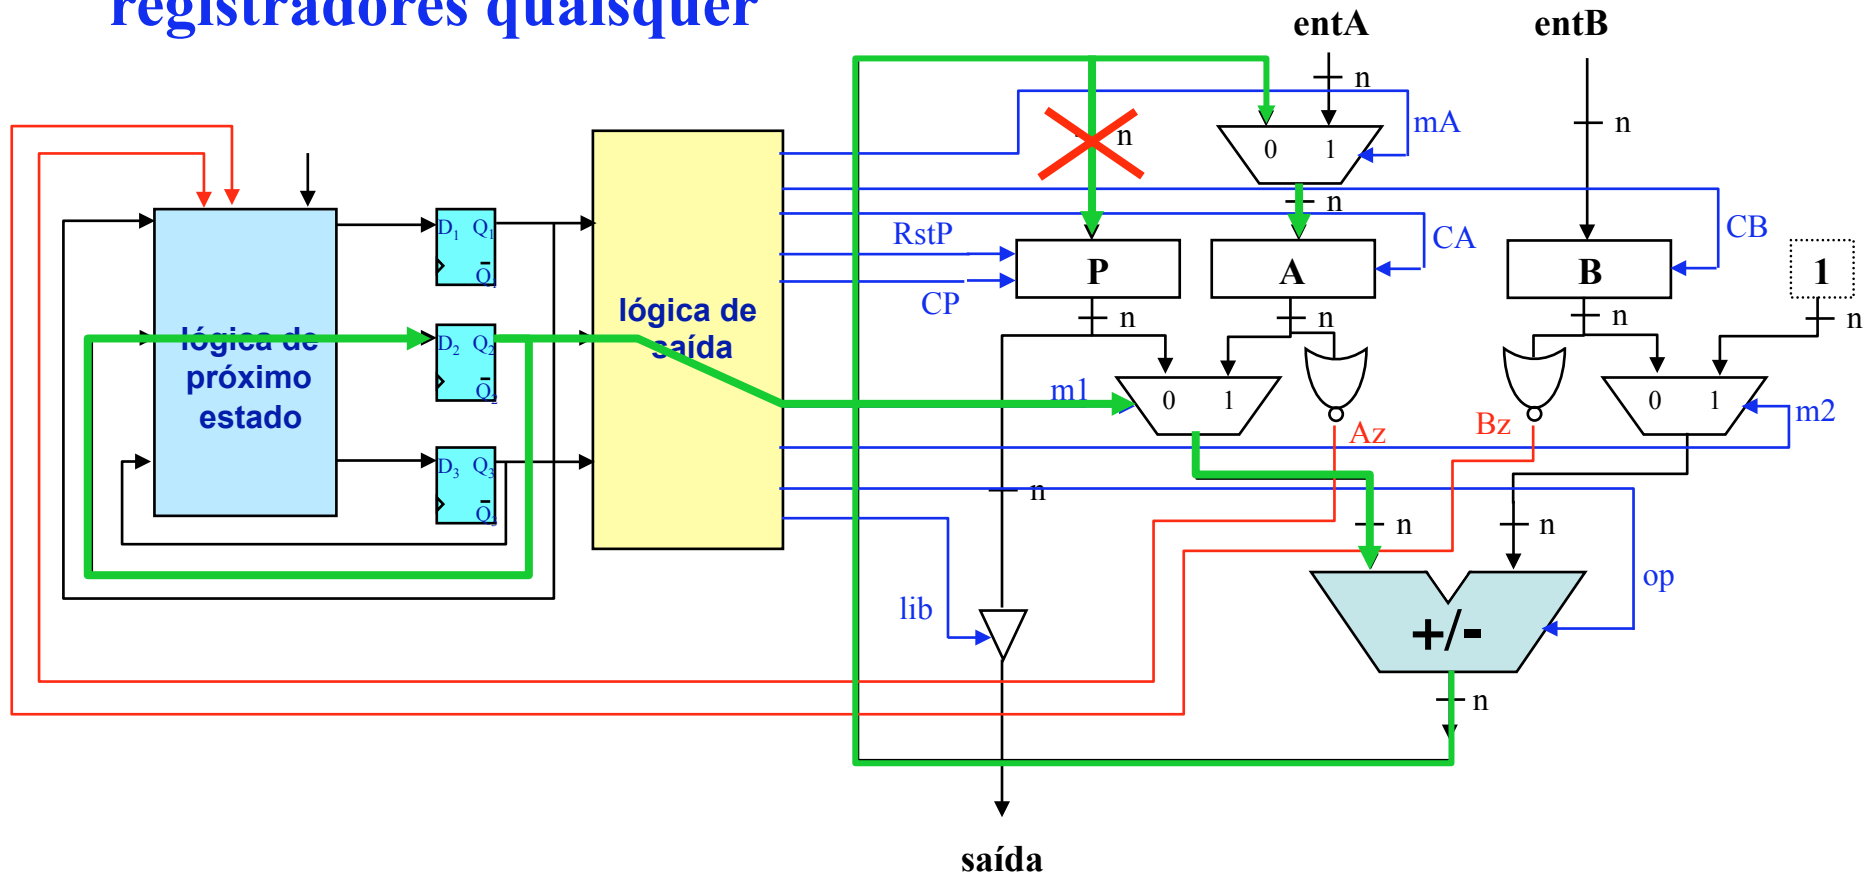 registradores quaisquer
entA
entB
n
n
n
mA
0 1
n
CA
CB
RstP
CP
P
A
B
1
n
n
n
n
D1 Q1
Q1
D2 Q2
Q2
D3 Q3
Q3
lógica de
próximo
estado
lógica de
saída
m1
0 1
0 1
m2
Az
Bz
n
n
n
op
lib
+/-
n
saída